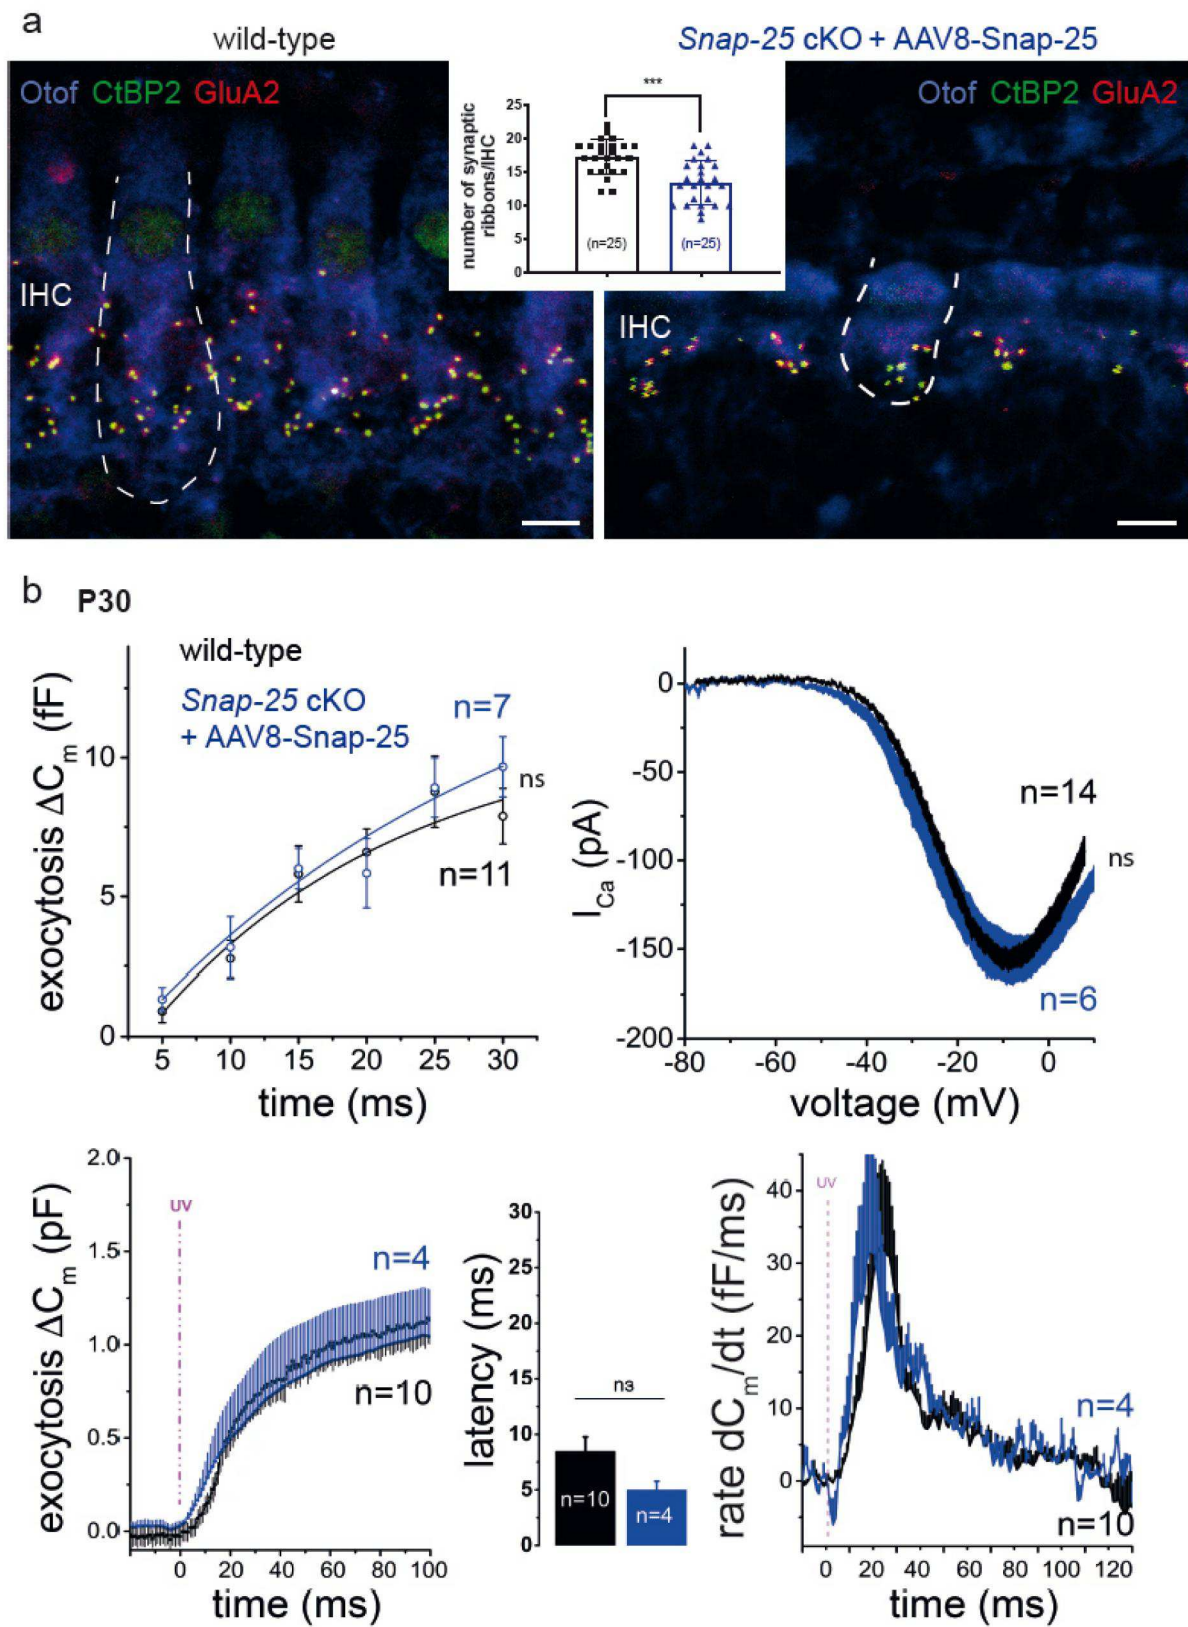 a
wild-type
Snap-25 cKO + AAV8-Snap-25
Otof CtBP2 GluA2
IHC
number of synaptic
ribbons/IHC
25
20
15
10
5
0
***
(n=25)
(n=25)
Otof CtBP2 GluA2
IHC
b
P30
exocytosis ΔCm (fF)
10
5
0
wild-type
Snap-25 cKO
+ AAV8-Snap-25
n=7
ns
n=11
5 10 15 20 25 30
time (ms)
ICa (pA)
0
-50
-100
-150
-200
n=14
ns
n=6
-80 -60 -40 -20 0
voltage (mV)
exocytosis ΔCm (pF)
2.0
1.5
1.0
0.5
0.0
UV
n=4
n=10
0 20 40 60 80 100
time (ms)
latency (ms)
30
25
20
15
10
5
0
ns
n=10
n=4
rate dCm/dt (fF/ms)
40
30
20
10
0
UV
n=4
n=10
0 20 40 60 80 100 120
time (ms)